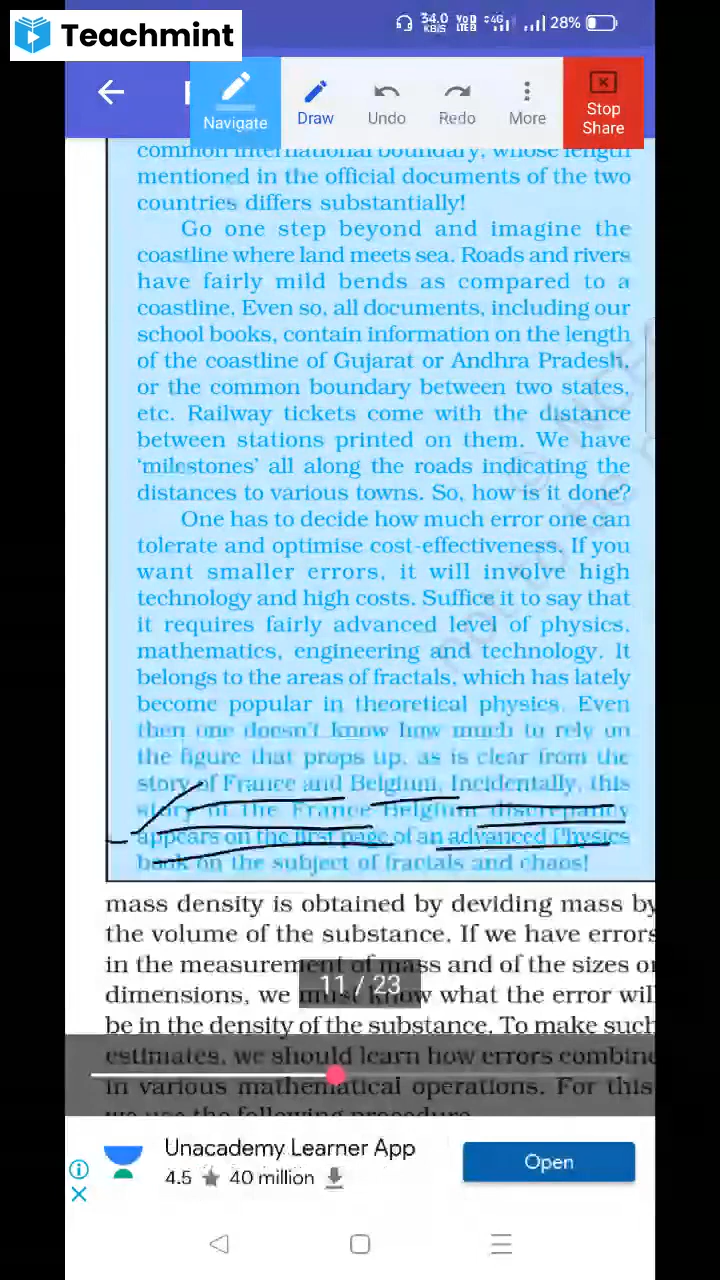 Teachmint
34.0
KB/S
VoD
LTE2
4G
28%
Navigate
Draw
Undo
Redo
More
Stop
Share
common international boundary, whose length
mentioned in the official documents of the two
countries differs substantially!
Go one step beyond and imagine the
coastline where land meets sea. Roads and rivers
have fairly mild bends as compared to a
coastline. Even so, all documents, including our
school books, contain information on the length
of the coastline of Gujarat or Andhra Pradesh,
or the common boundary between two states,
etc. Railway tickets come with the distance
between stations printed on them. We have
‘milestones’ all along the roads indicating the
distances to various towns. So, how is it done?
One has to decide how much error one can
tolerate and optimise cost-effectiveness. If you
want smaller errors, it will involve high
technology and high costs. Suffice it to say that
it requires fairly advanced level of physics,
mathematics, engineering and technology. It
belongs to the areas of fractals, which has lately
become popular in theoretical physics. Even
then one doesn’t know how much to rely on
the figure that props up, as is clear from the
story of France and Belgium. Incidentally, this
story of the France Belgium discrepancy
appears on the first page of an advanced Physics
book on the subject of fractals and chaos!
mass density is obtained by deviding mass by
the volume of the substance. If we have errors
in the measurement of mass and of the sizes or
dimensions, we must know what the error will
be in the density of the substance. To make such
estimates, we should learn how errors combine
in various mathematical operations. For this
we use the following procedure.
11 / 23
Unacademy Learner App
4.5 ★ 40 million
Open